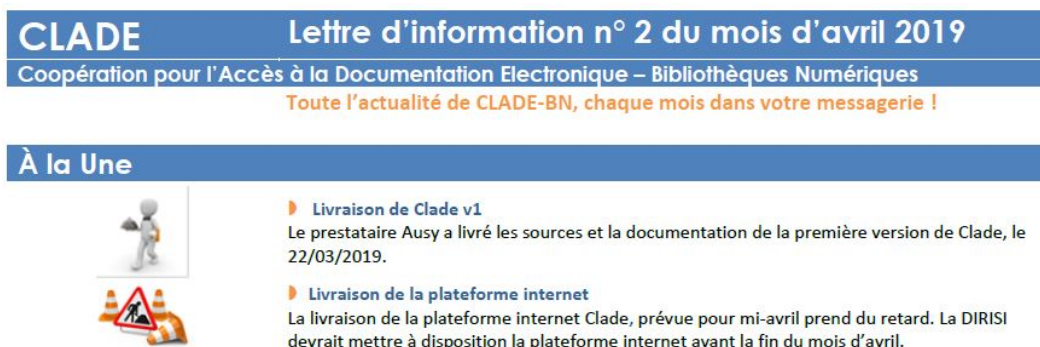 CLADE Lettre d’information n° 2 du mois d’avril 2019
Coopération pour l’Accès à la Documentation Electronique – Bibliothèques Numériques
Toute l’actualité de CLADE-BN, chaque mois dans votre messagerie !
À la Une
Livraison de Clade v1
Le prestataire Ausy a livré les sources et la documentation de la première version de Clade, le
22/03/2019.
Livraison de la plateforme internet
La livraison de la plateforme internet Clade, prévue pour mi-avril prend du retard. La DIRISI
devrait mettre à disposition la plateforme internet avant la fin du mois d’avril.